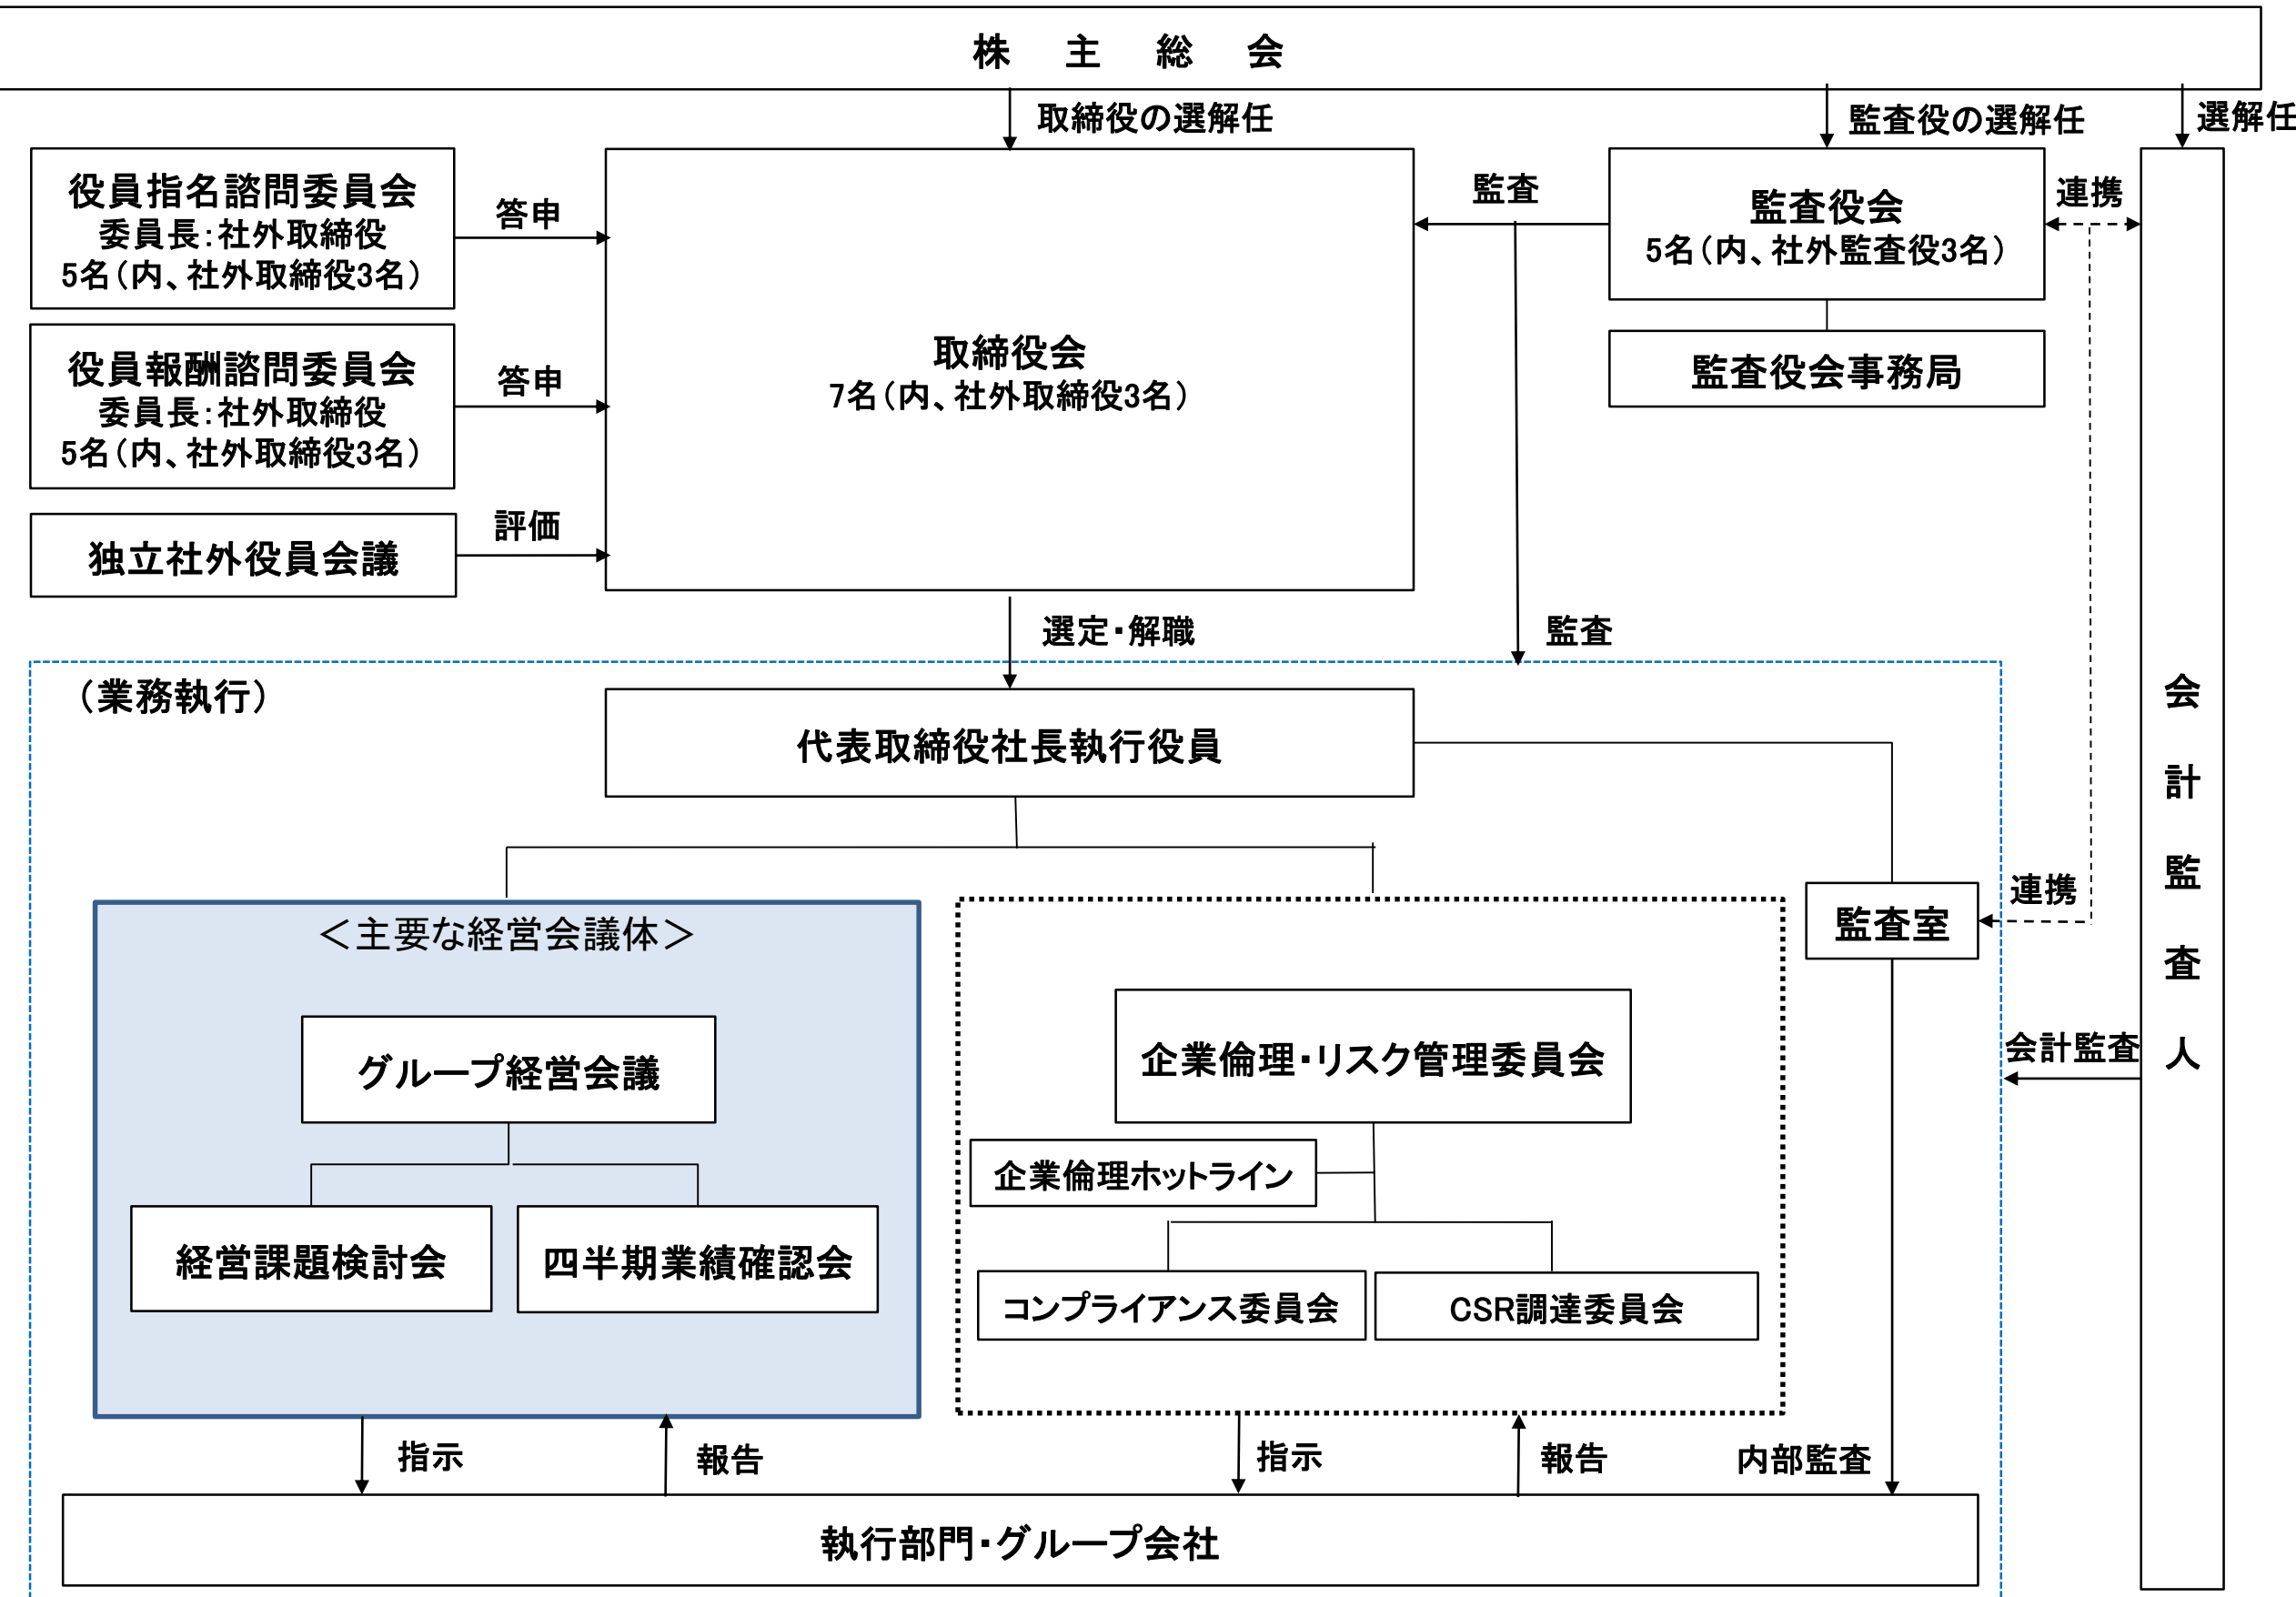 株主総会
取締役の選解任
監査役の選解任
選解任
役員指名諮問委員会
委員長：社外取締役
5名（内、社外取締役3名）
答申
監査
監査役会
5名（内、社外監査役3名）
連携
役員報酬諮問委員会
委員長：社外取締役
5名（内、社外取締役3名）
答申
取締役会
7名（内、社外取締役3名）
監査役会事務局
独立社外役員会議
評価
選定・解職
監査
（業務執行）
代表取締役社長執行役員
会計監査人
＜主要な経営会議体＞
監査室
連携
グループ経営会議
企業倫理・リスク管理委員会
会計監査
企業倫理ホットライン
経営課題検討会
四半期業績確認会
コンプライアンス委員会
CSR調達委員会
指示
報告
指示
報告
内部監査
執行部門・グループ会社